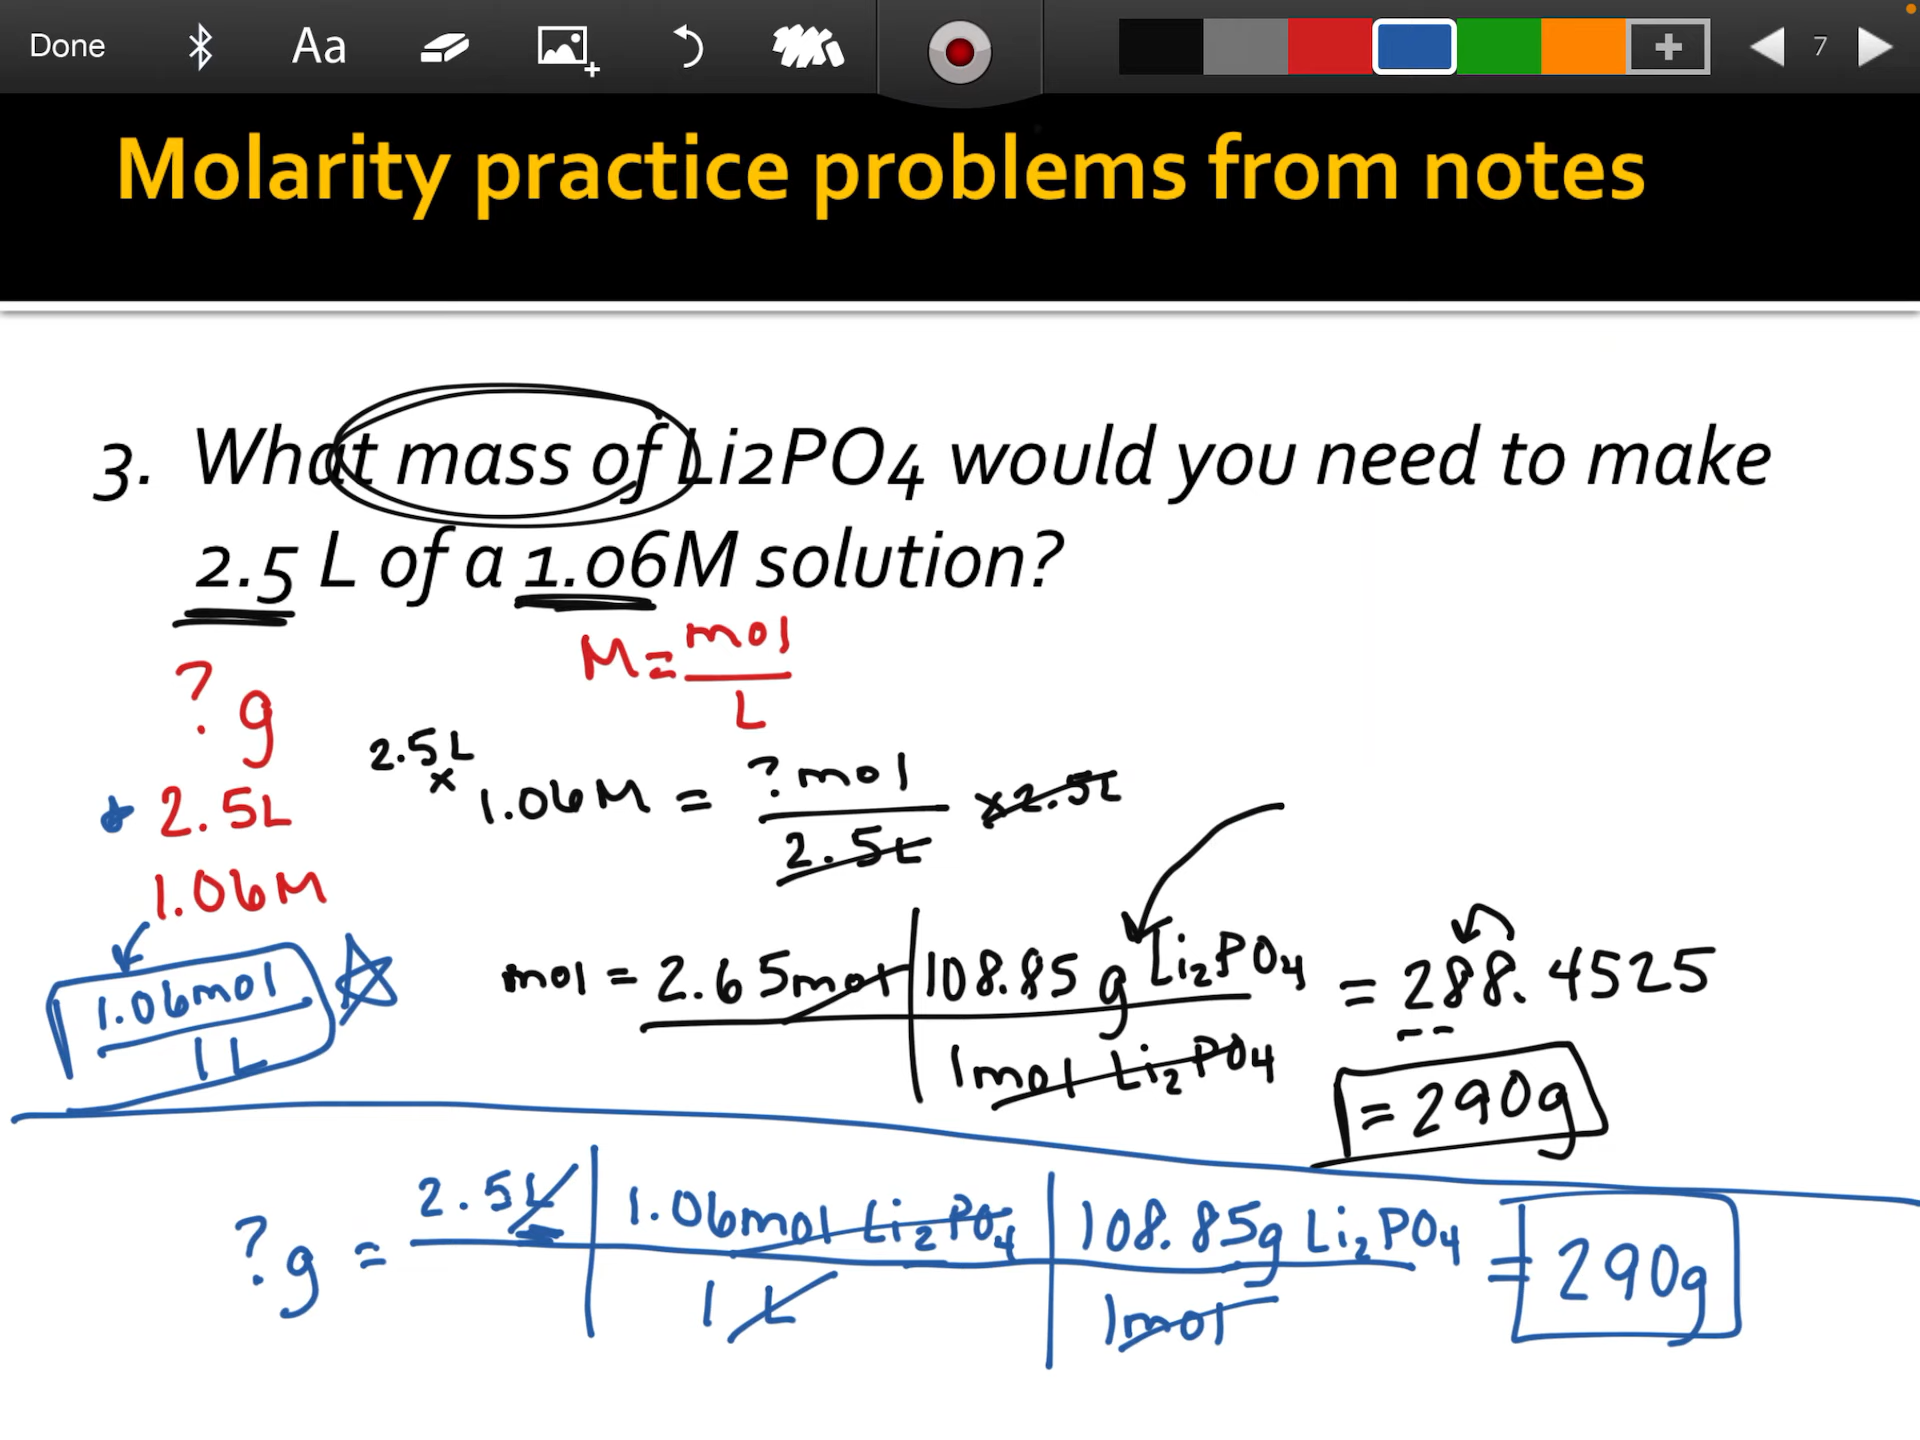 Done Aa 7
Molarity practice problems from notes
3. What mass of Li2PO4 would you need to make
2.5 L of a 1.06M solution?
M = mol
L
? g
2.5L
x 1.06M = ? mol x2.5L
2.5L
2.5L
1.06M
1.06mol
1L
mol = 2.65mol 108.85 g Li₂PO₄ = 288.4525
1mol Li₂PO4
= 290g
? g = 2.5L 1.06mol Li₂PO₄ 108.85g Li₂PO₄ = 290g
1 L 1mol